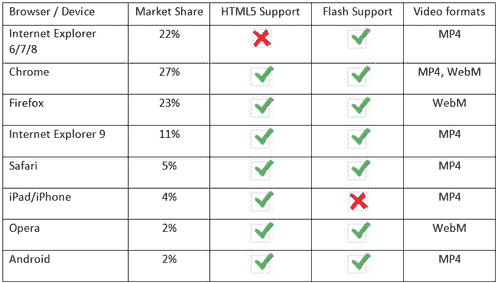 Browser / Device Market Share HTML5 Support Flash Support Video formats
Internet Explorer 6/7/8 22% MP4
Chrome 27% MP4, WebM
Firefox 23% WebM
Internet Explorer 9 11% MP4
Safari 5% MP4
iPad/iPhone 4% MP4
Opera 2% WebM
Android 2% MP4